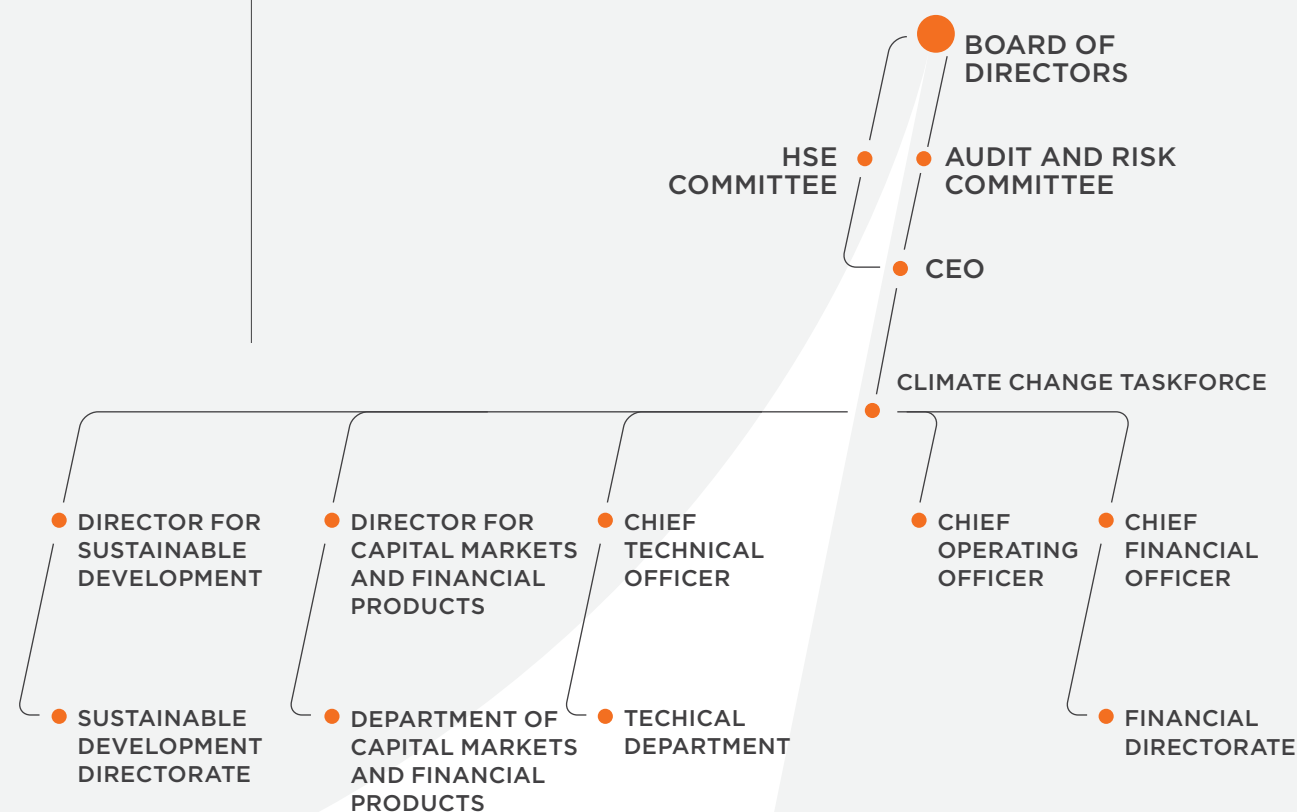 BOARD OF
DIRECTORS
HSE
COMMITTEE
AUDIT AND RISK
COMMITTEE
CEO
CLIMATE CHANGE TASKFORCE
DIRECTOR FOR
SUSTAINABLE
DEVELOPMENT
DIRECTOR FOR
CAPITAL MARKETS
AND FINANCIAL
PRODUCTS
CHIEF
TECHNICAL
OFFICER
CHIEF
OPERATING
OFFICER
CHIEF
FINANCIAL
OFFICER
SUSTAINABLE
DEVELOPMENT
DIRECTORATE
DEPARTMENT OF
CAPITAL MARKETS
AND FINANCIAL
PRODUCTS
TECHICAL
DEPARTMENT
FINANCIAL
DIRECTORATE